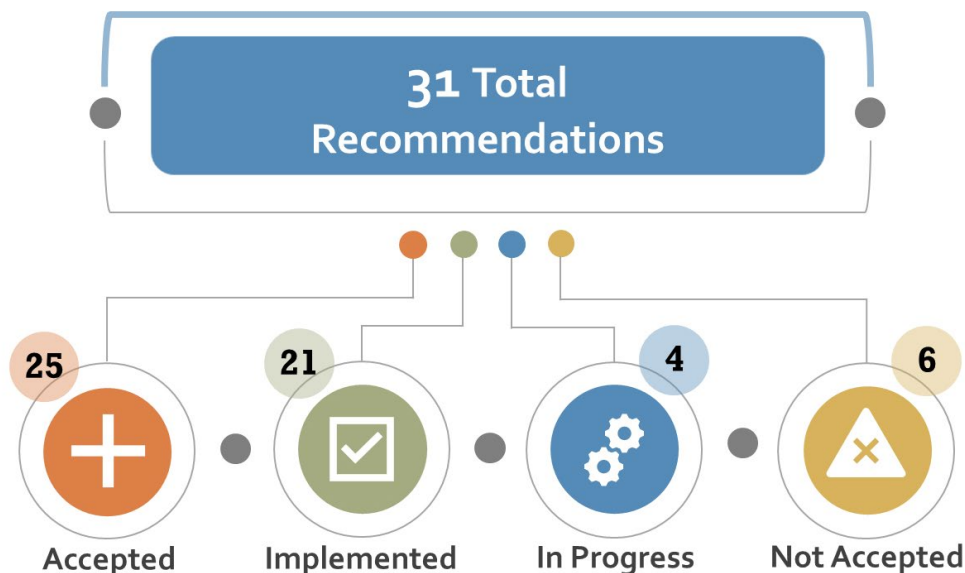 31 Total
Recommendations
25
21
4
6
Accepted
Implemented
In Progress
Not Accepted